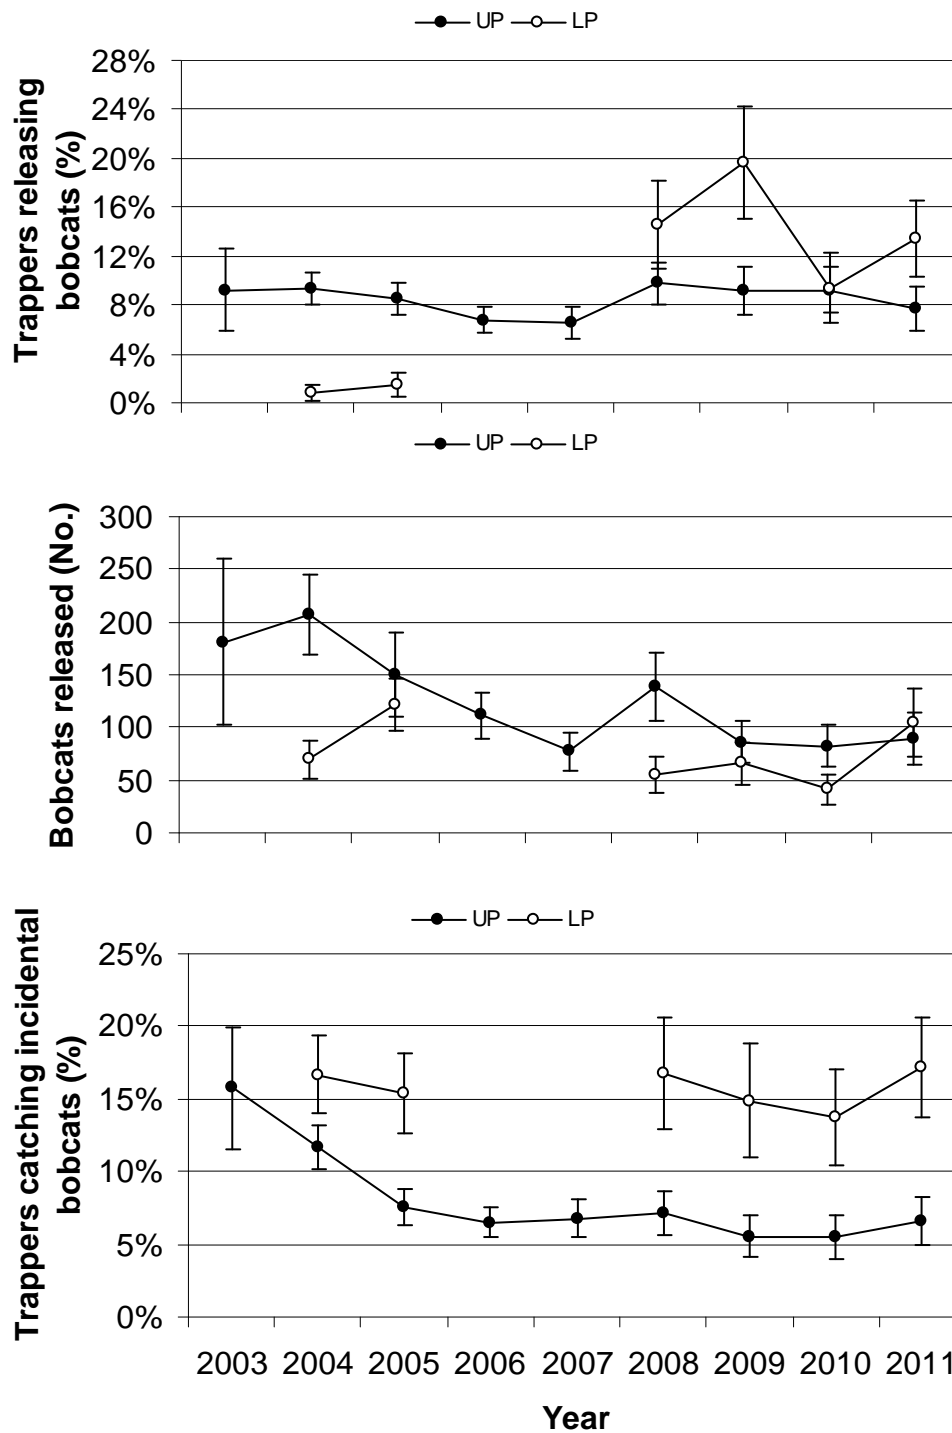 UP LP
Trappers releasing
bobcats (%)
28%
24%
20%
16%
12%
8%
4%
0%
UP LP
Bobcats released (No.)
300
250
200
150
100
50
0
UP LP
Trappers catching incidental
bobcats (%)
25%
20%
15%
10%
5%
0%
2003 2004 2005 2006 2007 2008 2009 2010 2011
Year